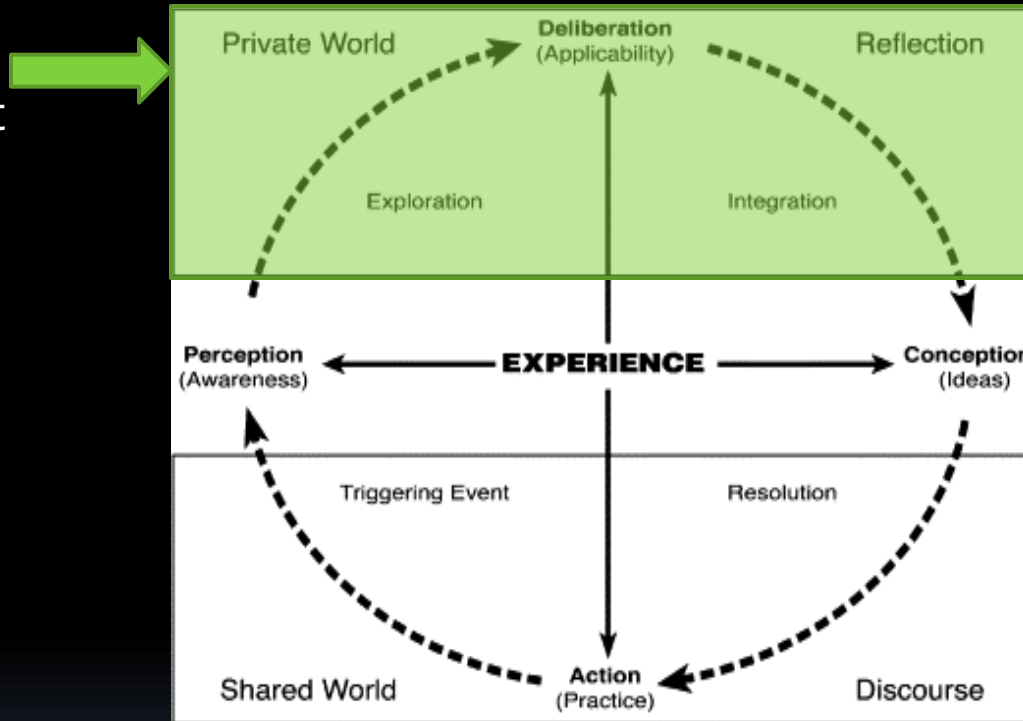 Private World
Deliberation
(Applicability)
Reflection
Exploration
Integration
Perception
(Awareness)
EXPERIENCE
Conception
(Ideas)
Triggering Event
Resolution
Shared World
Action
(Practice)
Discourse